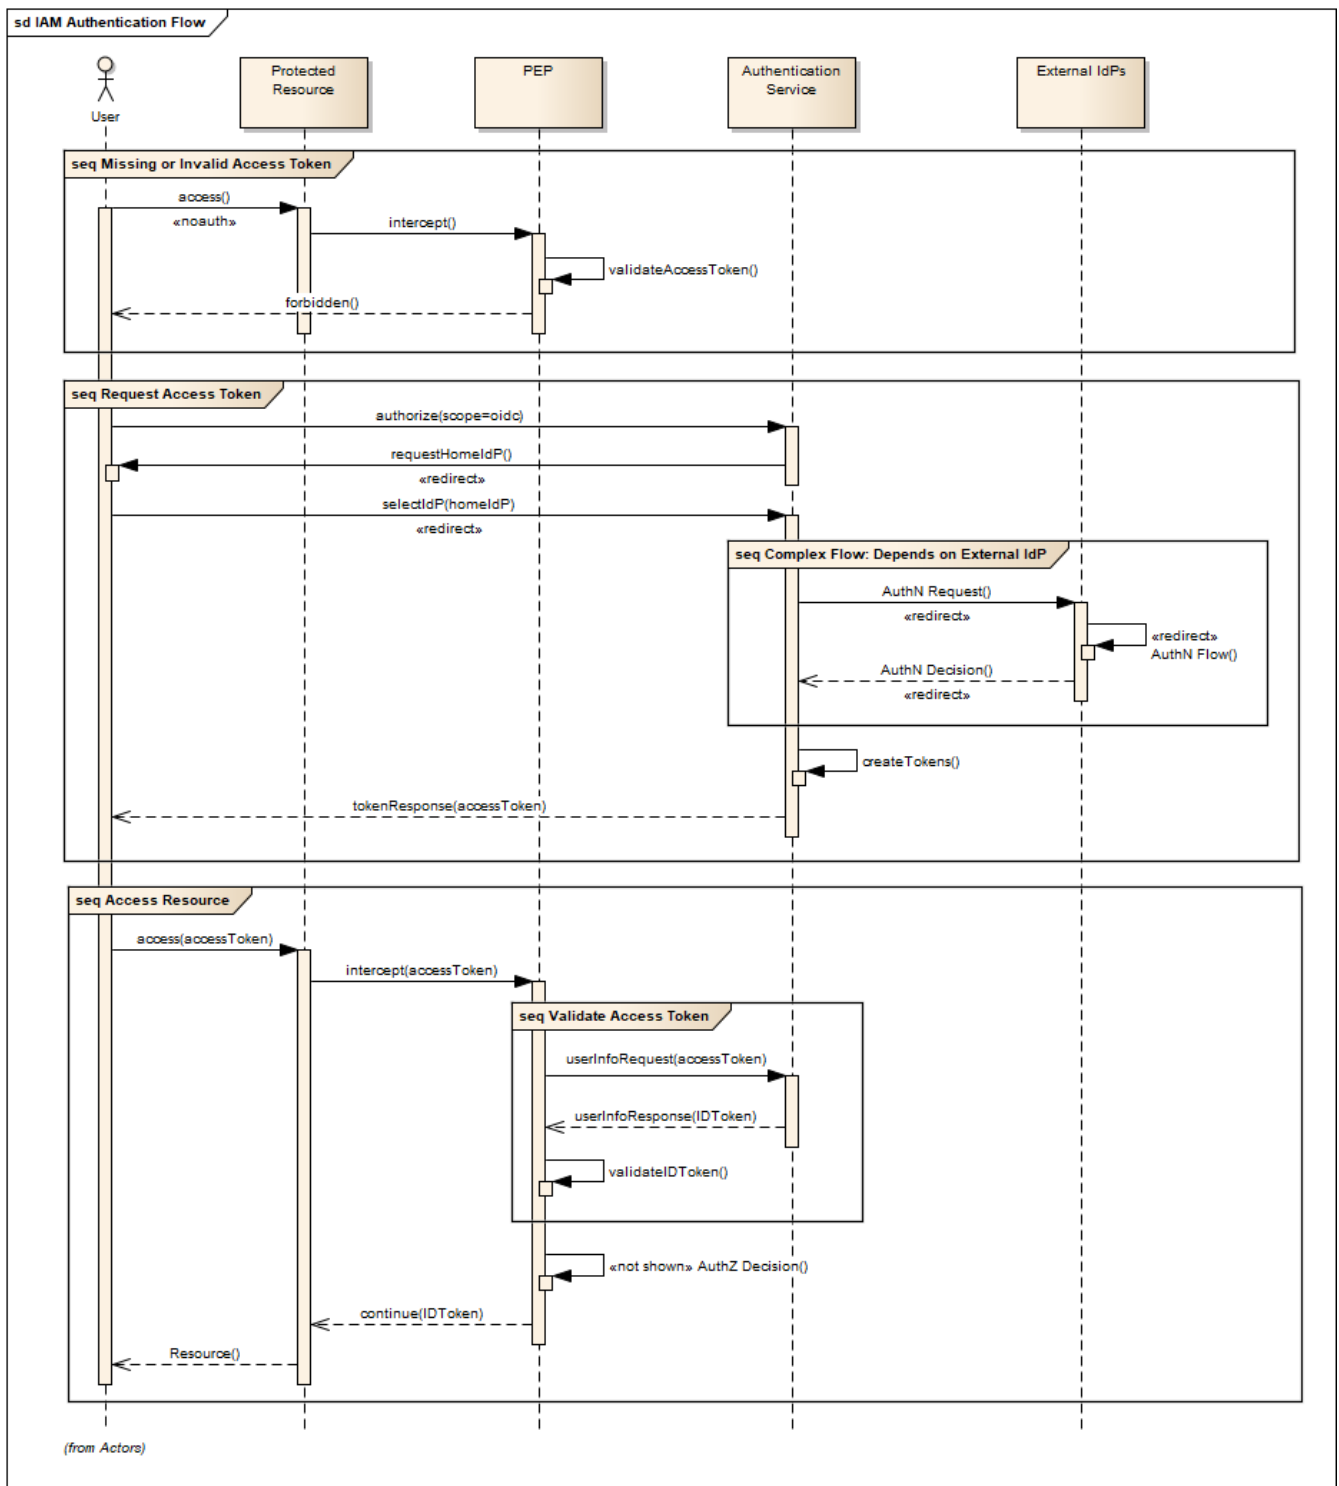 sd IAM Authentication Flow
User
Protected
Resource
PEP
Authentication
Service
External IdPs
seq Missing or Invalid Access Token
access()
«noauth»
intercept()
validateAccessToken()
forbidden()
seq Request Access Token
authorize(scope=oidc)
requestHomeIdP()
«redirect»
selectIdP(homeIdP)
«redirect»
seq Complex Flow: Depends on External IdP
AuthN Request()
«redirect»
«redirect»
AuthN Flow()
AuthN Decision()
«redirect»
createTokens()
tokenResponse(accessToken)
seq Access Resource
access(accessToken)
intercept(accessToken)
seq Validate Access Token
userInfoRequest(accessToken)
userInfoResponse(IDToken)
validateIDToken()
«not shown» AuthZ Decision()
continue(IDToken)
Resource()
(from Actors)